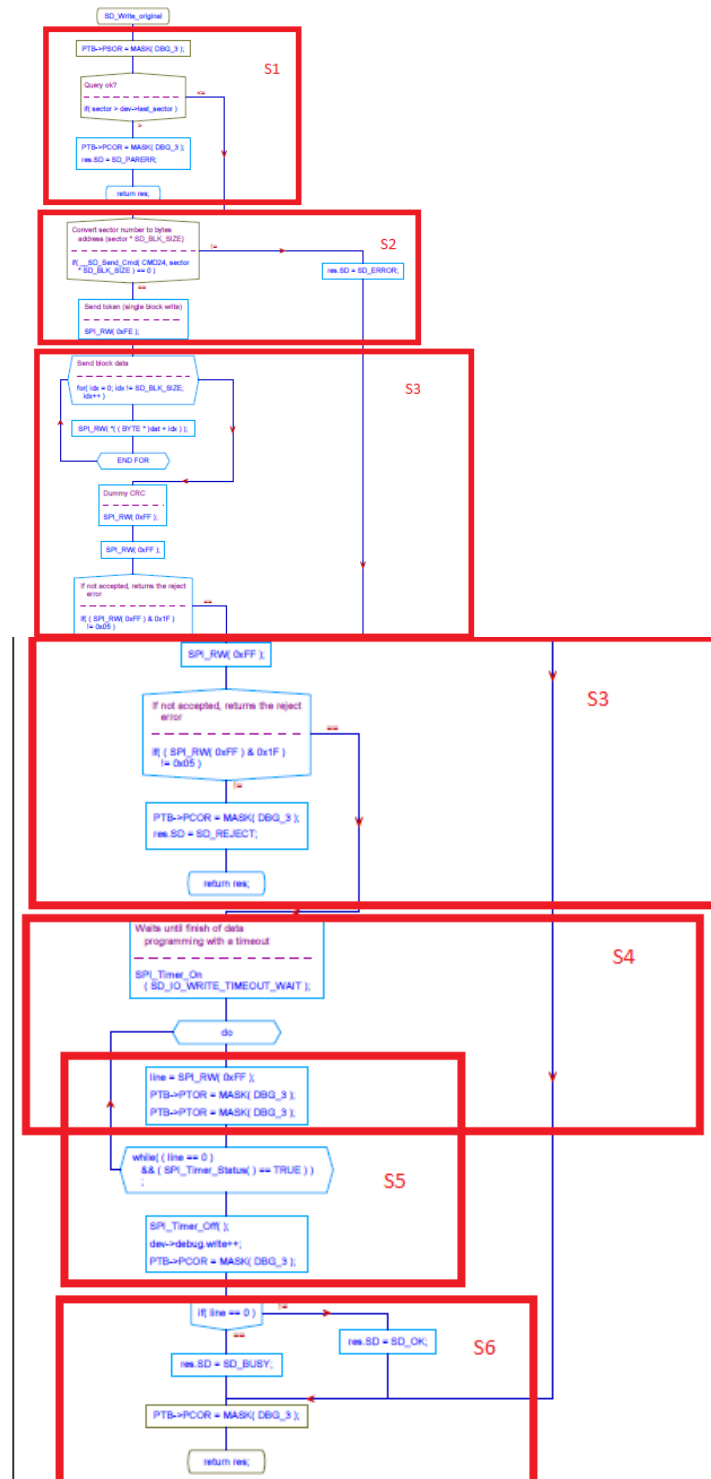 SD_Write_original
PTB->PSOR = MASK( DBG_3 );
S1
Query ok?
<=
if( sector > dev->last_sector )
>
PTB->PCOR = MASK( DBG_3 );
res.SD = SD_PARERR;
return res;
Convert sector number to bytes
address (sector * SD_BLK_SIZE)
!=
S2
if( __SD_Send_Cmd( CMD24, sector
* SD_BLK_SIZE ) == 0 )
res.SD = SD_ERROR;
==
Send token (single block write)
SPI_RW( 0xFE );
Send block data
S3
for( idx = 0; idx != SD_BLK_SIZE;
idx++ )
SPI_RW( *( ( BYTE * )dat + idx ) );
END FOR
Dummy CRC
SPI_RW( 0xFF );
SPI_RW( 0xFF );
If not accepted, returns the reject
error
==
if( ( SPI_RW( 0xFF ) & 0x1F )
!= 0x05 )
SPI_RW( 0xFF );
S3
If not accepted, returns the reject
error
==
if( ( SPI_RW( 0xFF ) & 0x1F )
!= 0x05 )
!=
PTB->PCOR = MASK( DBG_3 );
res.SD = SD_REJECT;
return res;
Waits until finish of data
programming with a timeout
S4
SPI_Timer_On
( SD_IO_WRITE_TIMEOUT_WAIT );
do
line = SPI_RW( 0xFF );
PTB->PTOR = MASK( DBG_3 );
PTB->PTOR = MASK( DBG_3 );
while( ( line == 0 )
&& ( SPI_Timer_Status( ) == TRUE ) )
;
S5
SPI_Timer_Off( );
dev->debug.write++;
PTB->PCOR = MASK( DBG_3 );
if( line == 0 )
!=
==
res.SD = SD_OK;
S6
res.SD = SD_BUSY;
PTB->PCOR = MASK( DBG_3 );
return res;